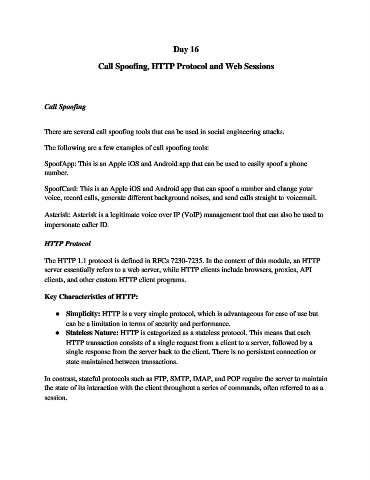 Day 16
Call Spoofing, HTTP Protocol and Web Sessions
Call Spoofing
There are several call spoofing tools that can be used in social engineering attacks.
The following are a few examples of call spoofing tools:
SpoofApp: This is an Apple iOS and Android app that can be used to easily spoof a phone
number.
SpoofCard: This is an Apple iOS and Android app that can spoof a number and change your
voice, record calls, generate different background noises, and send calls straight to voicemail.
Asterisk: Asterisk is a legitimate voice over IP (VoIP) management tool that can also be used to
impersonate caller ID.
HTTP Protocol
The HTTP 1.1 protocol is defined in RFCs 7230-7235. In the context of this module, an HTTP
server essentially refers to a web server, while HTTP clients include browsers, proxies, API
clients, and other custom HTTP client programs.
Key Characteristics of HTTP:
● Simplicity: HTTP is a very simple protocol, which is advantageous for ease of use but
can be a limitation in terms of security and performance.
● Stateless Nature: HTTP is categorized as a stateless protocol. This means that each
HTTP transaction consists of a single request from a client to a server, followed by a
single response from the server back to the client. There is no persistent connection or
state maintained between transactions.
In contrast, stateful protocols such as FTP, SMTP, IMAP, and POP require the server to maintain
the state of its interaction with the client throughout a series of commands, often referred to as a
session.